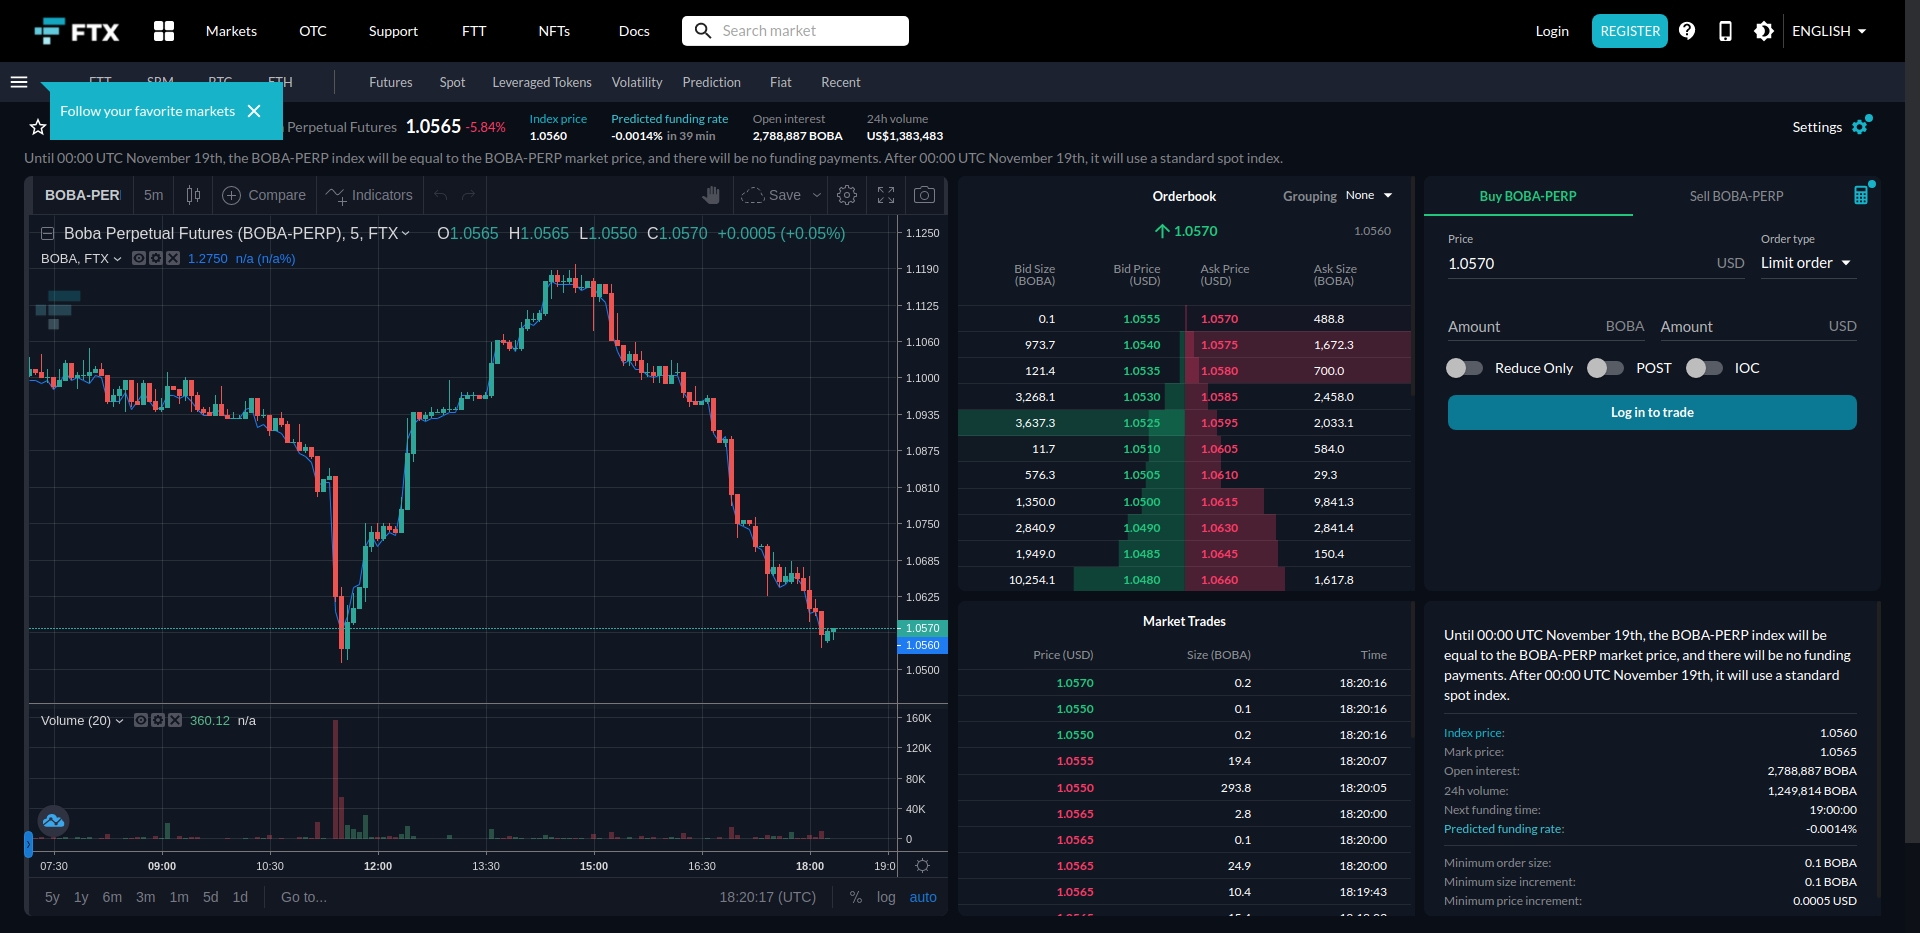 FTX
Markets
OTC
Support
FTT
NFTs
Docs
Search market
Login
REGISTER
ENGLISH
FTT
BTC
ETH
Futures
Spot
Leveraged Tokens
Volatility
Prediction
Fiat
Recent
Follow your favorite markets
Perpetual Futures
1.0565 -5.84%
Index price
1.0560
Predicted funding rate
-0.0014% in 39 min
Open interest
2,788,887 BOBA
24h volume
US$1,383,483
Settings
Until 00:00 UTC November 19th, the BOBA-PERP index will be equal to the BOBA-PERP market price, and there will be no funding payments. After 00:00 UTC November 19th, it will use a standard spot index.
BOBA-PER
5m
Compare
Indicators
Save
Boba Perpetual Futures (BOBA-PERP), 5, FTX
O1.0565 H1.0565 L1.0550 C1.0570 +0.0005 (+0.05%)
BOBA, FTX
1.2750 n/a (n/a%)
1.1250
1.1190
1.1125
1.1060
1.1000
1.0935
1.0875
1.0810
1.0750
1.0685
1.0625
1.0570
1.0560
1.0500
Volume (20)
360.12 n/a
160K
120K
80K
40K
0
07:30
09:00
10:30
12:00
13:30
15:00
16:30
18:00
19:0
5y 1y 6m 3m 1m 5d 1d
Go to...
18:20:17 (UTC)
%
log
auto
Orderbook
Grouping None
1.0570
1.0560
Bid Size (BOBA) Bid Price (USD) Ask Price (USD) Ask Size (BOBA)
0.1 1.0555 1.0570 488.8
973.7 1.0540 1.0575 1,672.3
121.4 1.0535 1.0580 700.0
3,268.1 1.0530 1.0585 2,458.0
3,637.3 1.0525 1.0595 2,033.1
11.7 1.0510 1.0605 584.0
576.3 1.0505 1.0610 29.3
1,350.0 1.0500 1.0615 9,841.3
2,840.9 1.0490 1.0630 2,841.4
1,949.0 1.0485 1.0645 150.4
10,254.1 1.0480 1.0660 1,617.8
Market Trades
Price (USD) Size (BOBA) Time
1.0570 0.2 18:20:16
1.0550 0.1 18:20:16
1.0550 0.2 18:20:16
1.0555 19.4 18:20:07
1.0550 293.8 18:20:05
1.0565 2.8 18:20:00
1.0565 0.1 18:20:00
1.0565 24.9 18:20:00
1.0565 10.4 18:19:43
Buy BOBA-PERP
Sell BOBA-PERP
Price
1.0570 USD
Order type
Limit order
Amount BOBA
Amount USD
Reduce Only
POST
IOC
Log in to trade
Until 00:00 UTC November 19th, the BOBA-PERP index will be
equal to the BOBA-PERP market price, and there will be no funding
payments. After 00:00 UTC November 19th, it will use a standard
spot index.
Index price: 1.0560
Mark price: 1.0565
Open interest: 2,788,887 BOBA
24h volume: 1,249,814 BOBA
Next funding time: 19:00:00
Predicted funding rate: -0.0014%
Minimum order size: 0.1 BOBA
Minimum size increment: 0.1 BOBA
Minimum price increment: 0.0005 USD